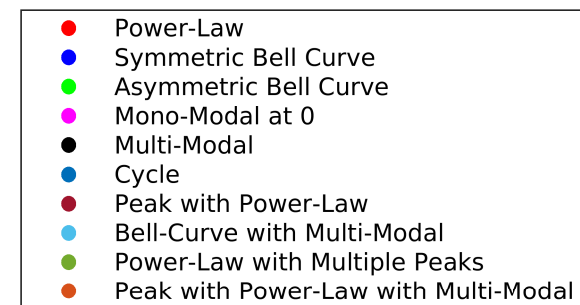 Power-Law
Symmetric Bell Curve
Asymmetric Bell Curve
Mono-Modal at 0
Multi-Modal
Cycle
Peak with Power-Law
Bell-Curve with Multi-Modal
Power-Law with Multiple Peaks
Peak with Power-Law with Multi-Modal